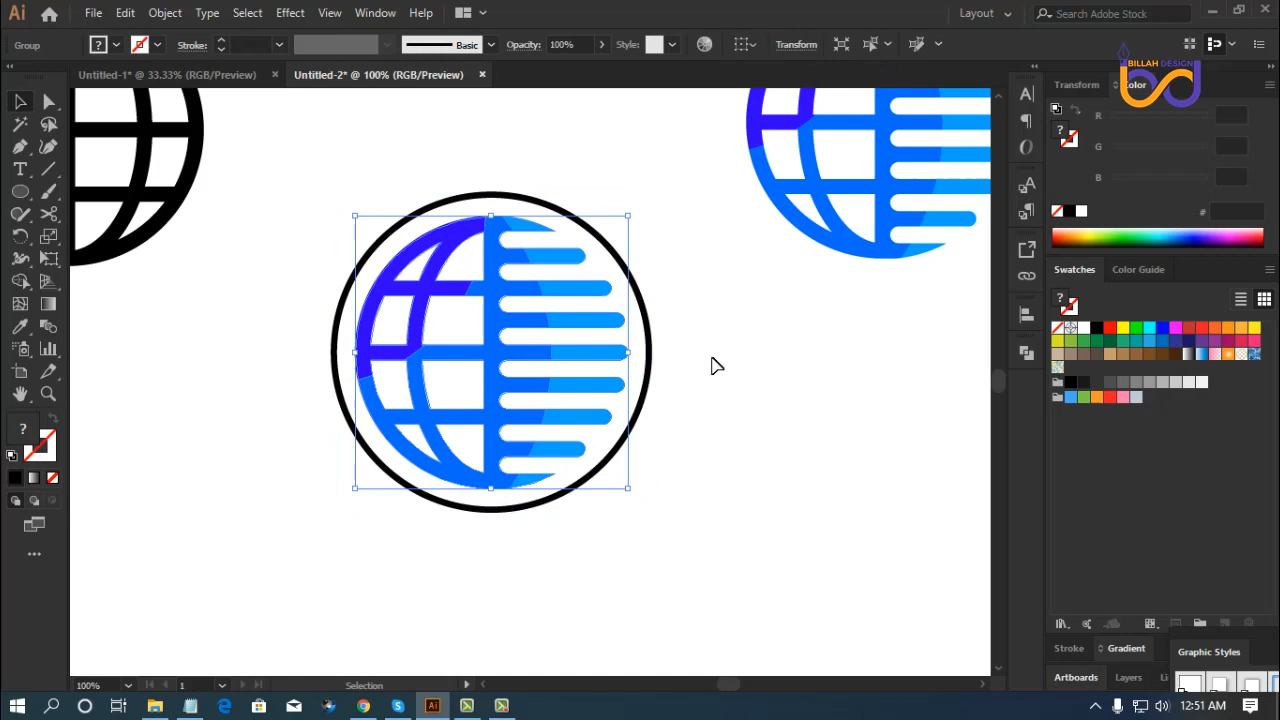 Ai File Edit Object Type Select Effect View Window Help Layout Search Adobe Stock
Group ? Stroke: Basic Opacity: 100% Style: Transform
Untitled-1* @ 33.33% (RGB/Preview) × Untitled-2* @ 100% (RGB/Preview) ×
BILLAH DESIGN
Transform Color
R
G
B
#
Swatches Color Guide
Stroke Gradient
Graphic Styles
Artboards Layers Li
100% 1 Selection
Ai 12:51 AM